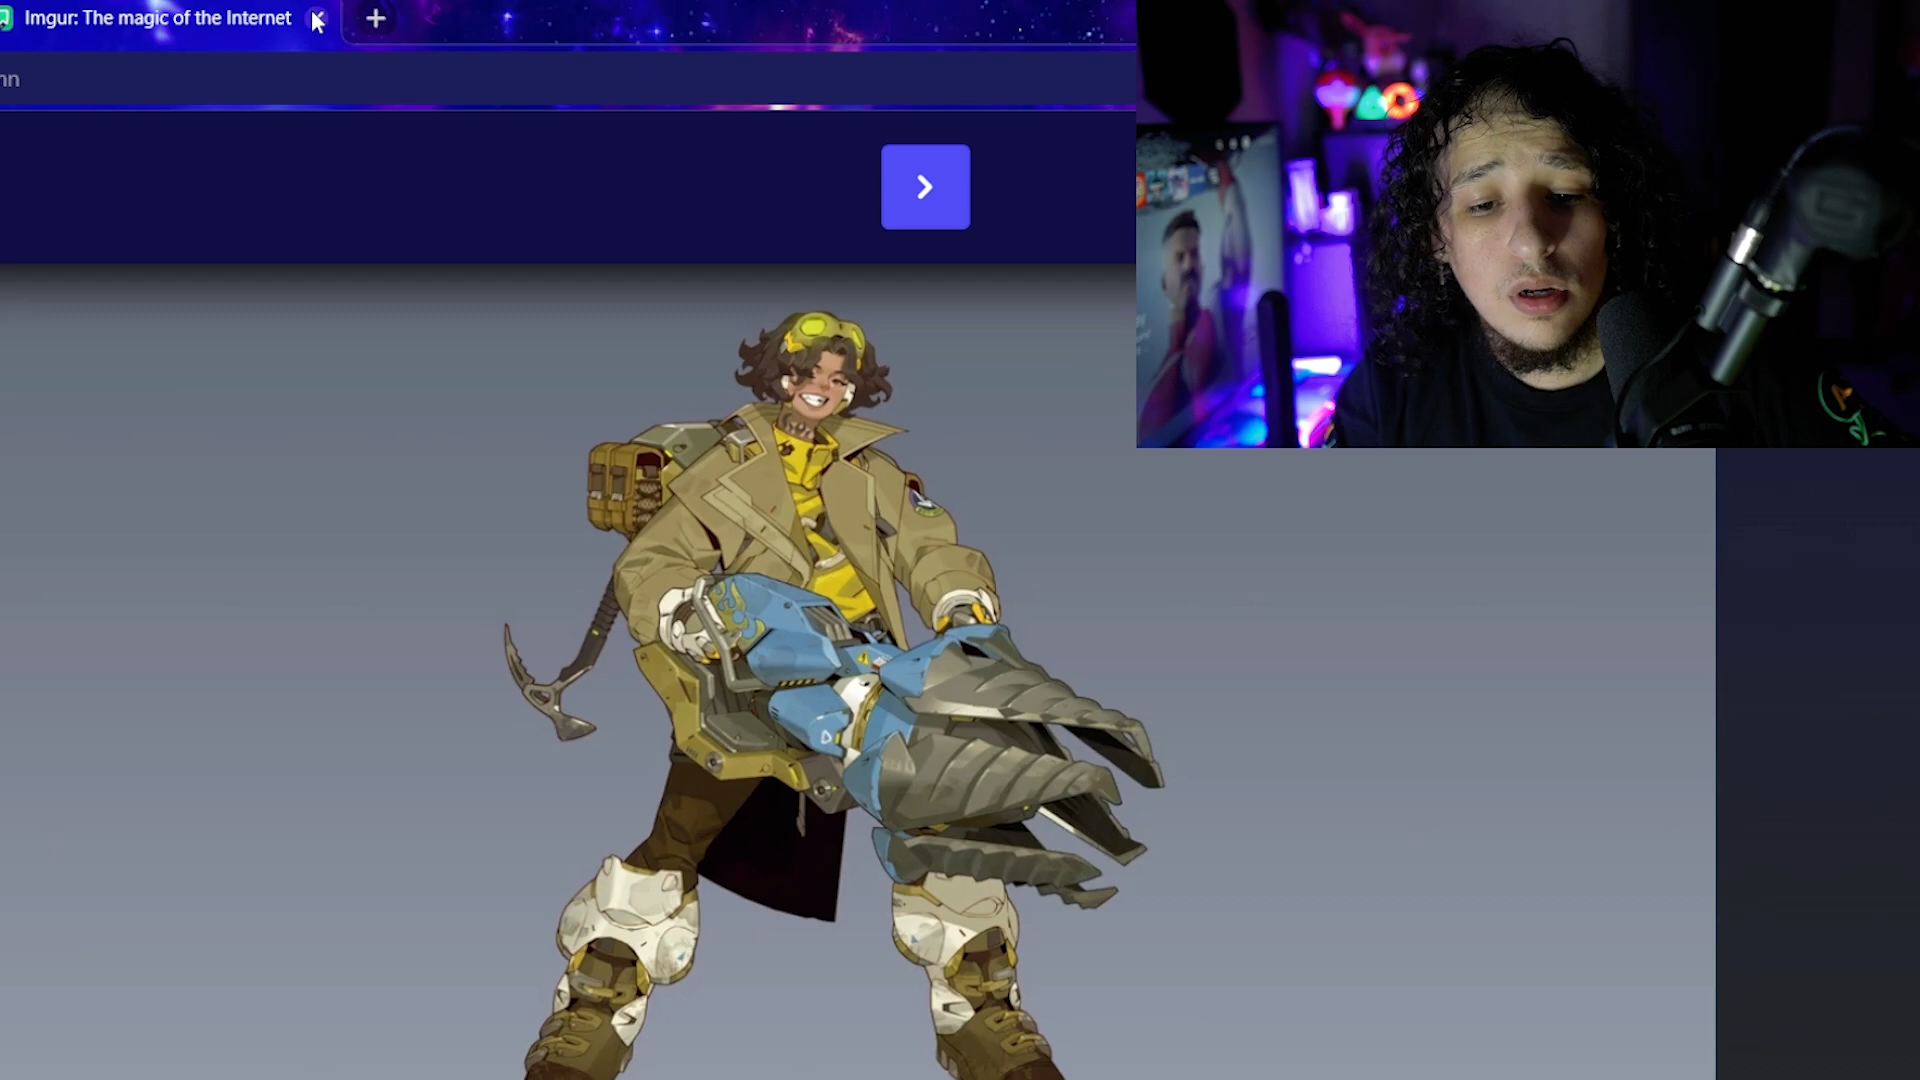 Imgur: The magic of the Internet
nn